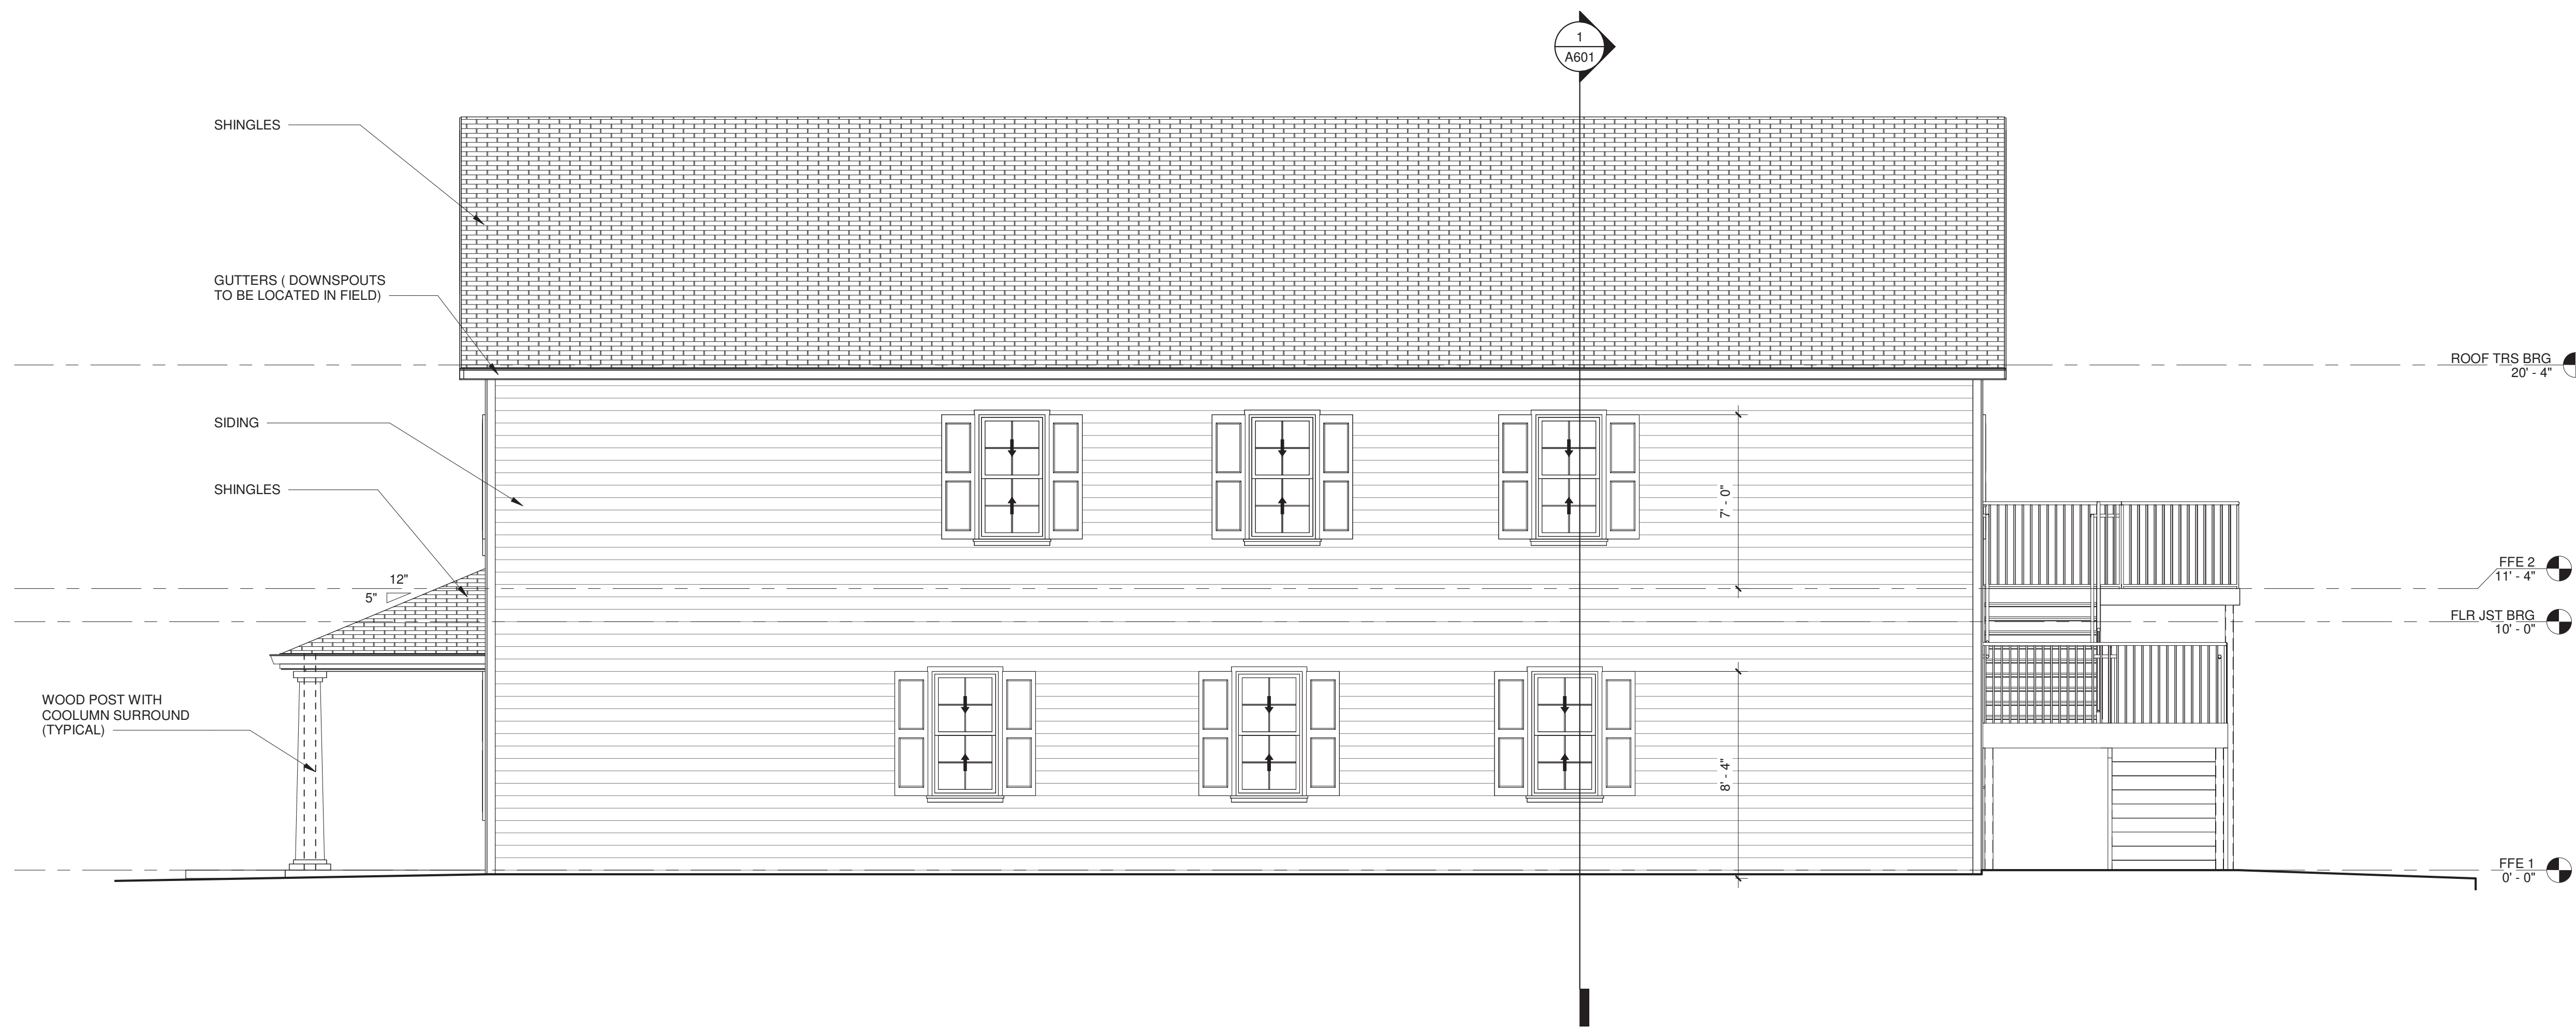 1
A601
SHINGLES
GUTTERS ( DOWNSPOUTS
TO BE LOCATED IN FIELD)
ROOF TRS BRG
20' - 4"
SIDING
SHINGLES
7' - 0"
12"
5"
FFE 2
11' - 4"
FLR JST BRG
10' - 0"
WOOD POST WITH
COOLUMN SURROUND
(TYPICAL)
8' - 4"
FFE 1
0' - 0"